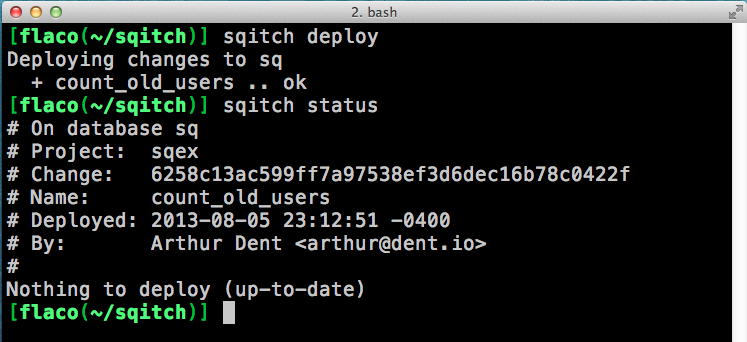 2. bash
[flaco(~/sqitch)] sqitch deploy
Deploying changes to sq
  + count_old_users .. ok
[flaco(~/sqitch)] sqitch status
# On database sq
# Project:  sqex
# Change:   6258c13ac599ff7a97538ef3d6dec16b78c0422f
# Name:     count_old_users
# Deployed: 2013-08-05 23:12:51 -0400
# By:       Arthur Dent <arthur@dent.io>
#
Nothing to deploy (up-to-date)
[flaco(~/sqitch)]